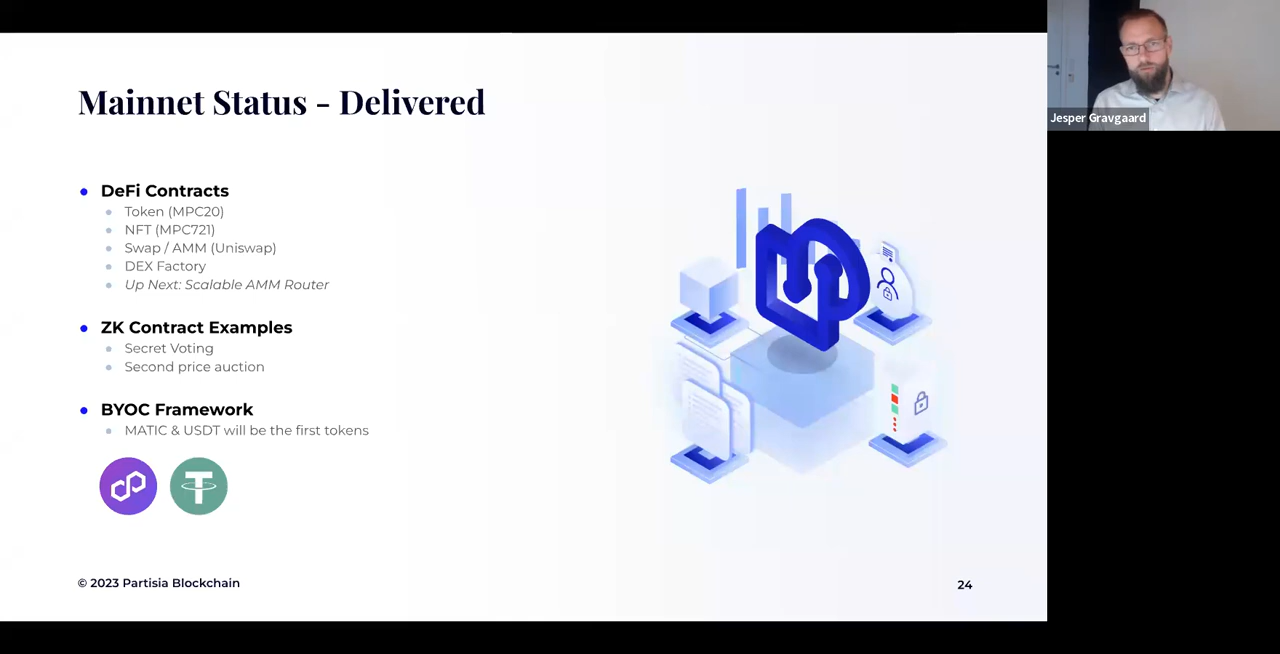 Mainnet Status - Delivered
DeFi Contracts
Token (MPC20)
NFT (MPC721)
Swap / AMM (Uniswap)
DEX Factory
Up Next: Scalable AMM Router
ZK Contract Examples
Secret Voting
Second price auction
BYOC Framework
MATIC & USDT will be the first tokens
© 2023 Partisia Blockchain
24
Jesper Gravgaard